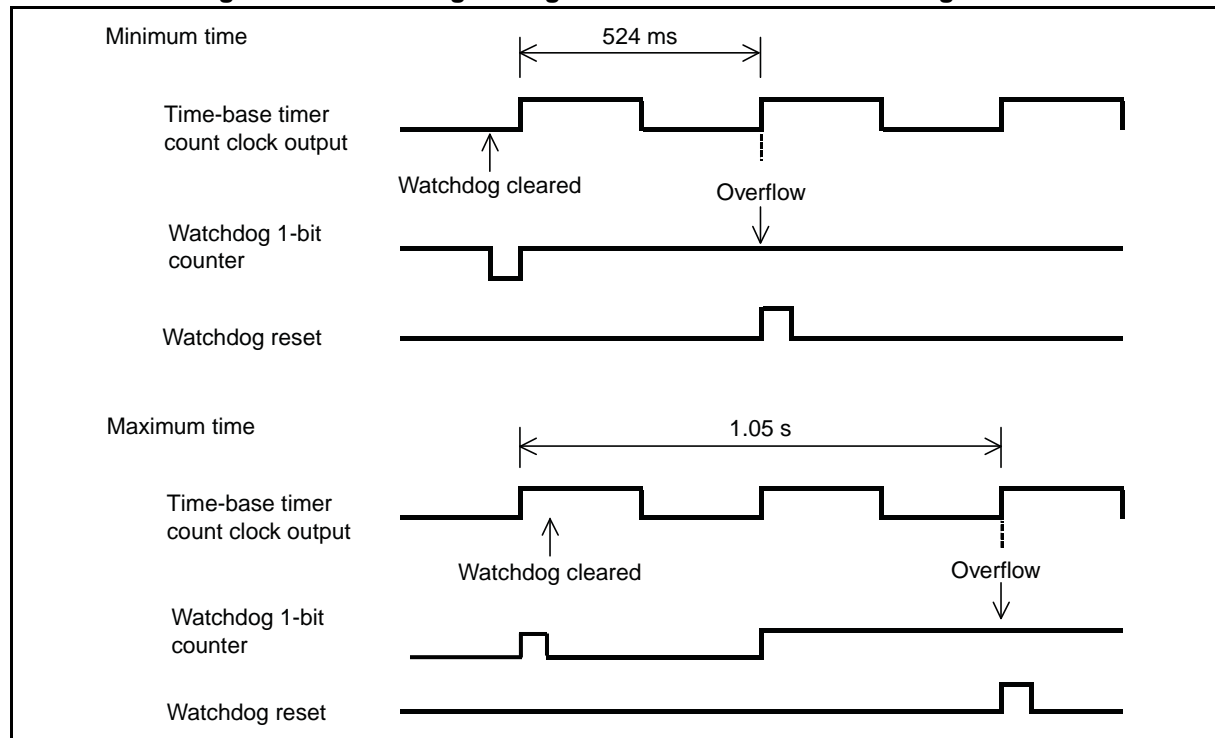 Minimum time
524 ms
Time-base timer
count clock output
Watchdog cleared
Overflow
Watchdog 1-bit
counter
Watchdog reset
Maximum time
1.05 s
Time-base timer
count clock output
Watchdog cleared
Overflow
Watchdog 1-bit
counter
Watchdog reset